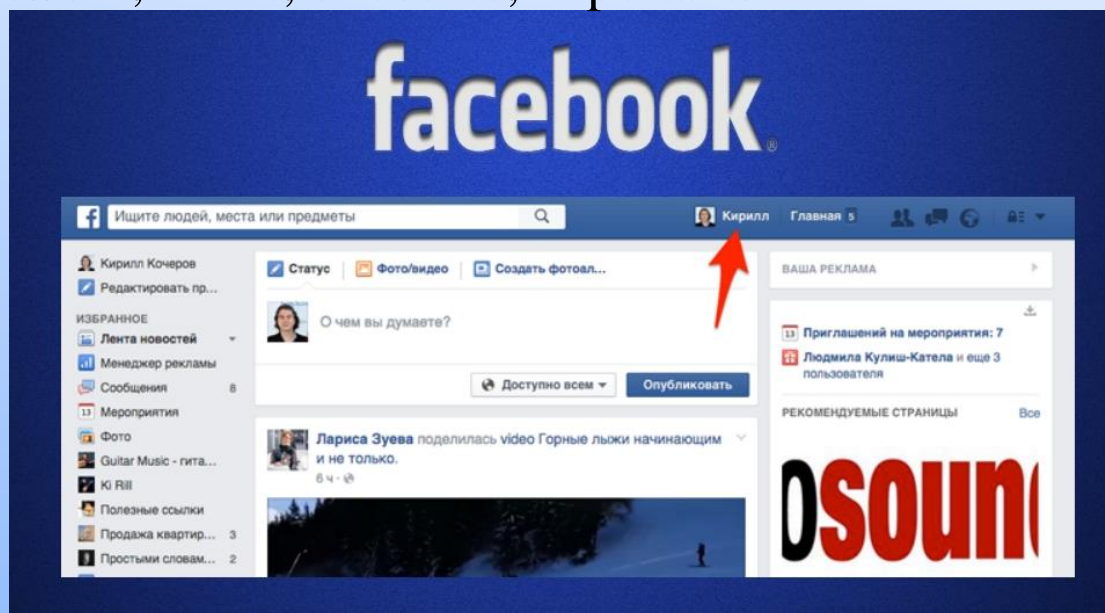 facebook®
Ищите людей, места или предметы
Кирилл Главная 5
Кирилл Кочеров
Редактировать пр...
ИЗБРАННОЕ
Лента новостей
Менеджер рекламы
Сообщения 8
13 Мероприятия
Фото
Guitar Music - гита...
Ki Rill
Полезные ссылки
Продажа квартир... 3
Простыми словам... 2
Статус Фото/видео Создать фотоал...
О чем вы думаете?
Доступно всем Опубликовать
Лариса Зуева поделилась video Горные лыжи начинающим
и не только.
6 ч
ВАША РЕКЛАМА
13 Приглашений на мероприятия: 7
Людмила Кулиш-Катела и еще 3
пользователя
РЕКОМЕНДУЕМЫЕ СТРАНИЦЫ Все
osoun